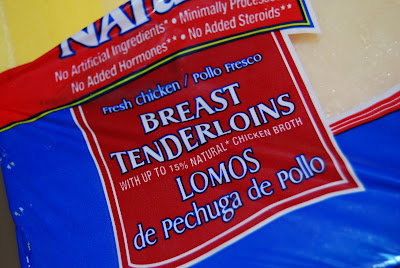 No Artificial Ingredients* • Minimally
No Added Hormones** • No Added Steroids**
Fresh chicken / Pollo Fresco
BREAST
TENDERLOINS
WITH UP TO 15% NATURAL* CHICKEN BROTH
LOMOS
de Pechuga de Pollo